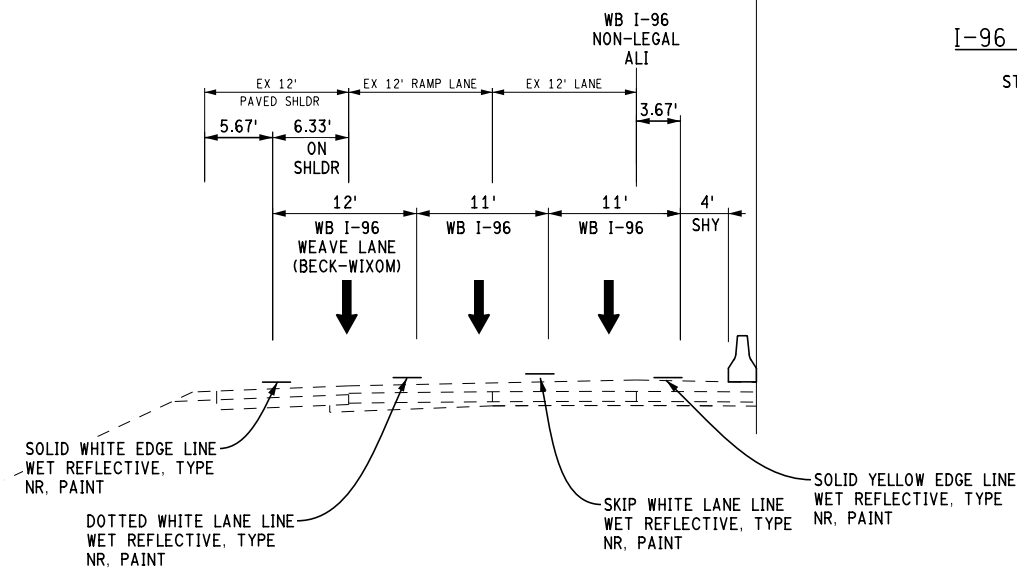 WB I-96
NON-LEGAL
ALI
I-96
ST
EX 12'
PAVED SHLDR
EX 12' RAMP LANE
EX 12' LANE
3.67'
5.67'
6.33'
ON
SHLDR
12'
WB I-96
WEAVE LANE
(BECK-WIXOM)
11'
WB I-96
11'
WB I-96
4'
SHY
SOLID WHITE EDGE LINE
WET REFLECTIVE, TYPE
NR, PAINT
DOTTED WHITE LANE LINE
WET REFLECTIVE, TYPE
NR, PAINT
SKIP WHITE LANE LINE
WET REFLECTIVE, TYPE
NR, PAINT
SOLID YELLOW EDGE LINE
WET REFLECTIVE, TYPE
NR, PAINT